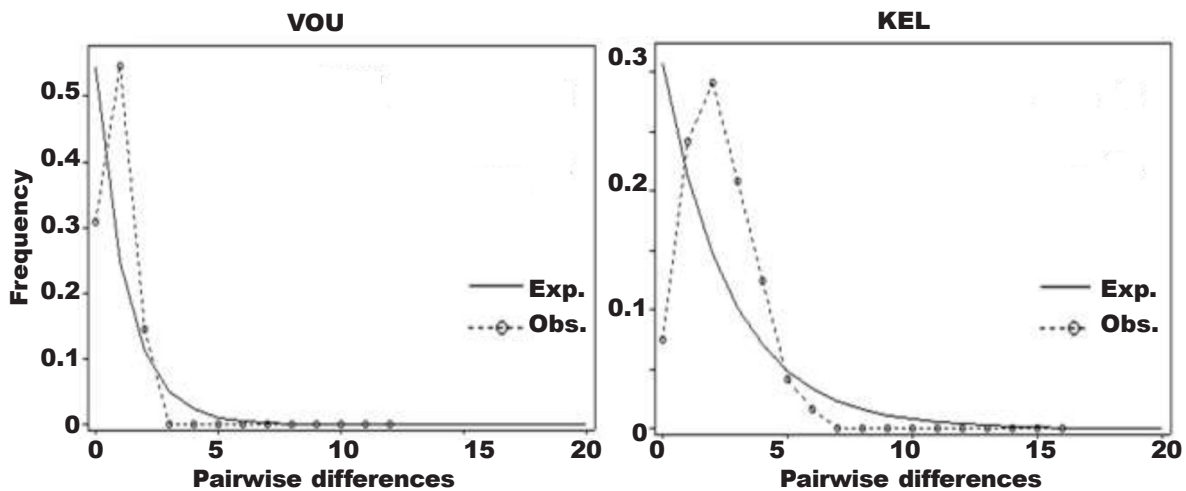 VOU
KEL
Frequency
0.5
0.4
0.3
0.2
0.1
0
Exp.
Obs.
0 5 10 15 20
Pairwise differences
0.3
0.2
0.1
0
Exp.
Obs.
0 5 10 15 20
Pairwise differences